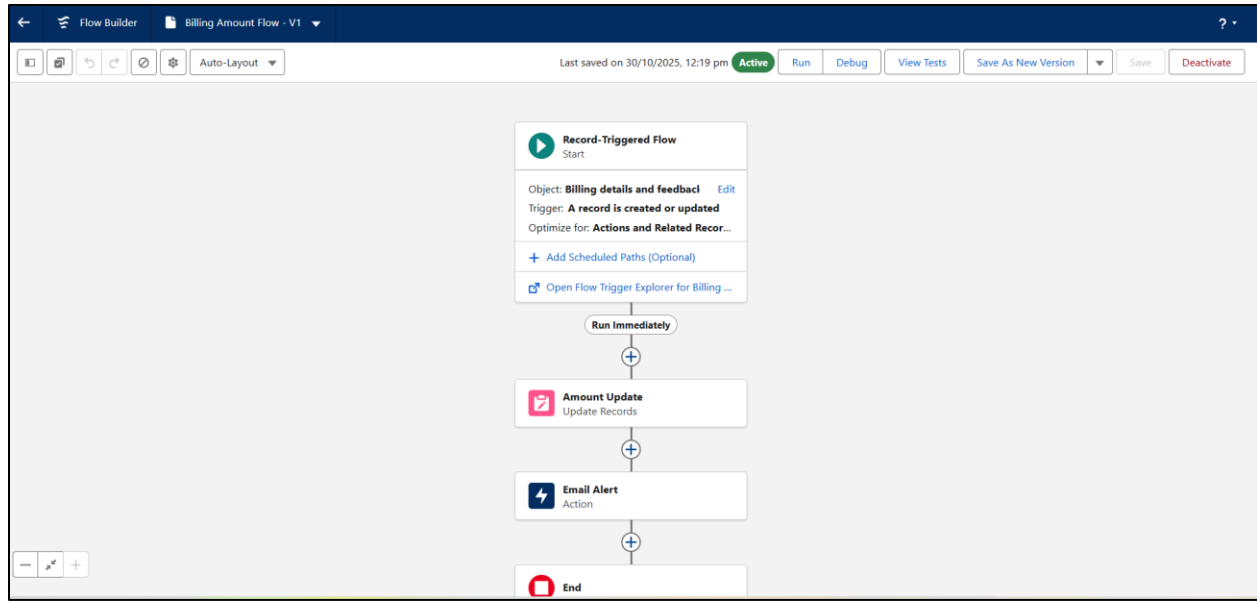 Flow Builder
Billing Amount Flow - V1
?
Auto-Layout
Last saved on 30/10/2025, 12:19 pm
Active
Run
Debug
View Tests
Save As New Version
Save
Deactivate
Record-Triggered Flow
Start
Object: Billing details and feedback Edit
Trigger: A record is created or updated
Optimize for: Actions and Related Recor...
+ Add Scheduled Paths (Optional)
Open Flow Trigger Explorer for Billing ...
Run Immediately
Amount Update
Update Records
Email Alert
Action
End